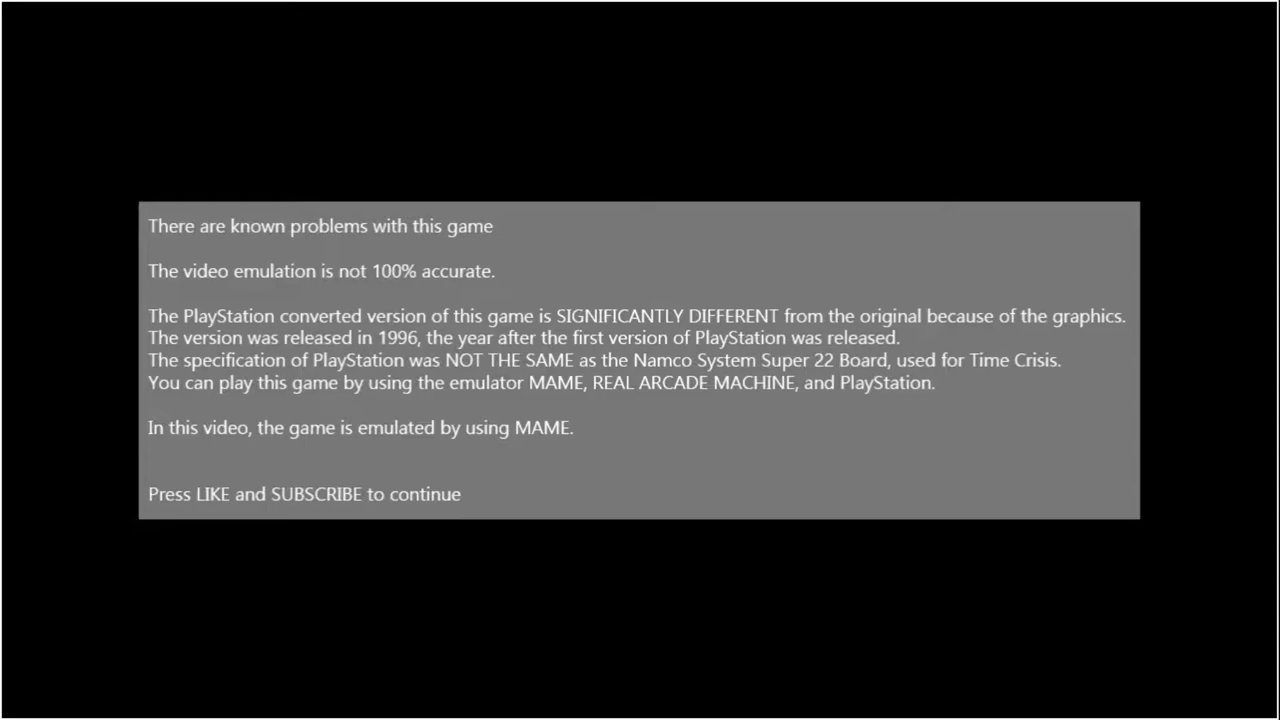 There are known problems with this game
The video emulation is not 100% accurate.
The PlayStation converted version of this game is SIGNIFICANTLY DIFFERENT from the original because of the graphics.
The version was released in 1996, the year after the first version of PlayStation was released.
The specification of PlayStation was NOT THE SAME as the Namco System Super 22 Board, used for Time Crisis.
You can play this game by using the emulator MAME, REAL ARCADE MACHINE, and PlayStation.
In this video, the game is emulated by using MAME.
Press LIKE and SUBSCRIBE to continue